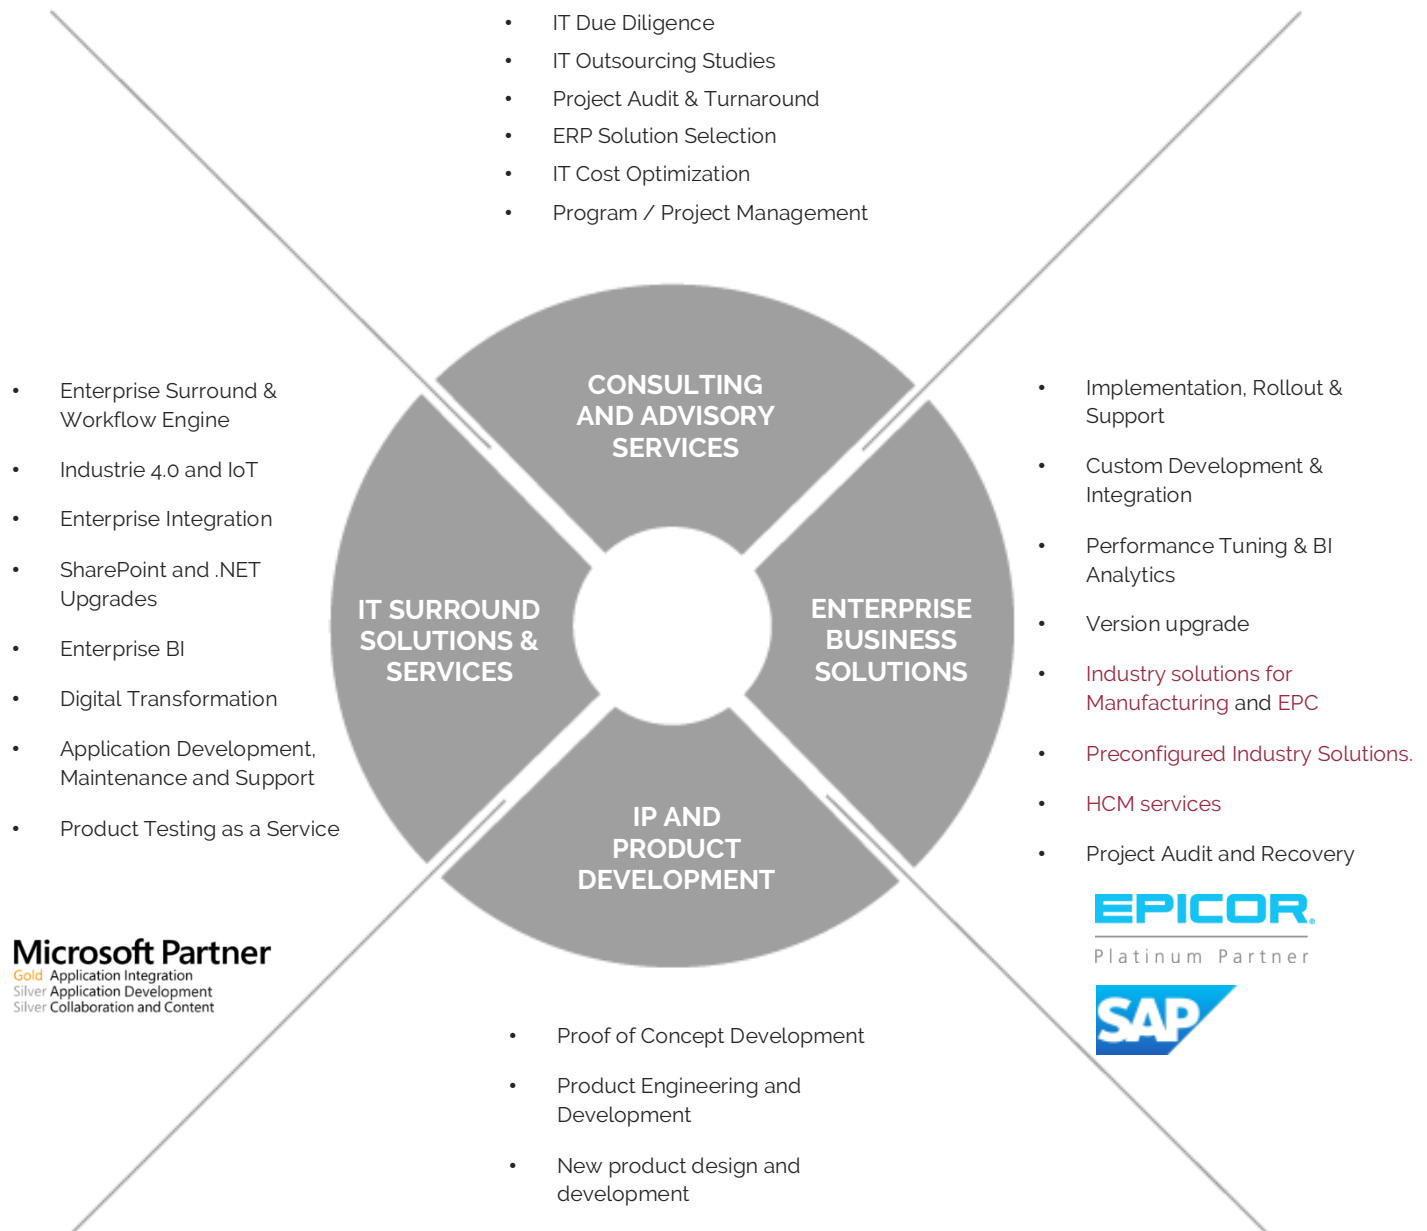 • IT Due Diligence
• IT Outsourcing Studies
• Project Audit & Turnaround
• ERP Solution Selection
• IT Cost Optimization
• Program / Project Management
CONSULTING
AND ADVISORY
SERVICES
• Enterprise Surround &
Workflow Engine
• Industrie 4.0 and IoT
• Enterprise Integration
• SharePoint and .NET
Upgrades
• Enterprise BI
• Digital Transformation
• Application Development,
Maintenance and Support
• Product Testing as a Service
IT SURROUND
SOLUTIONS &
SERVICES
ENTERPRISE
BUSINESS
SOLUTIONS
• Implementation, Rollout &
Support
• Custom Development &
Integration
• Performance Tuning & BI
Analytics
• Version upgrade
• Industry solutions for
Manufacturing and EPC
• Preconfigured Industry Solutions.
• HCM services
• Project Audit and Recovery
IP AND
PRODUCT
DEVELOPMENT
Microsoft Partner
Gold Application Integration
Silver Application Development
Silver Collaboration and Content
EPICOR®
Platinum Partner
SAP
• Proof of Concept Development
• Product Engineering and
Development
• New product design and
development